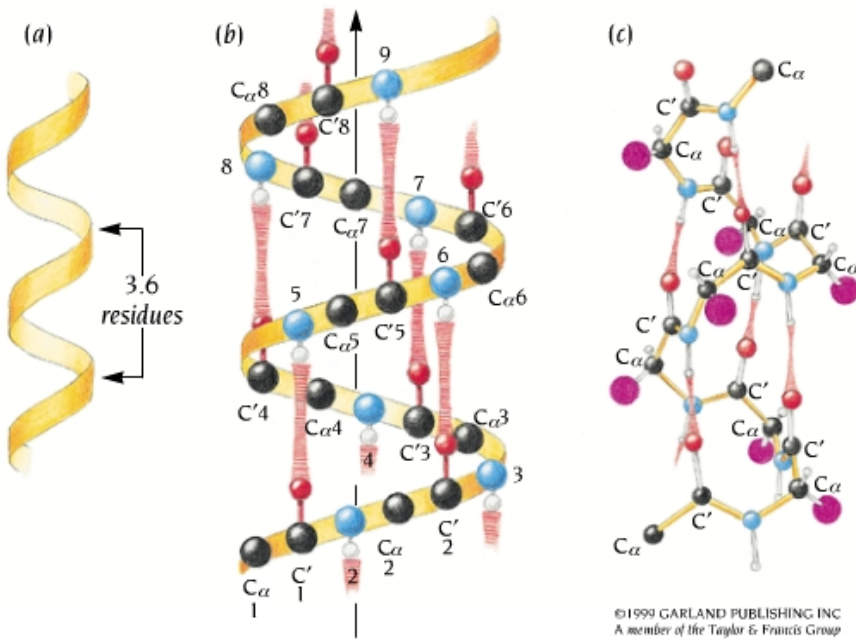 (a)
3.6
residues
(b)
9
Cα8
C′8
8
C′7
Cα7
7
C′6
6
Cα6
5
Cα5
C′5
C′4
Cα4
4
C′3
Cα3
3
Cα
1
C′
1
2
Cα
2
C′
2
(c)
Cα
C′
Cα
C′
Cα
C′
Cα
C′
Cα
C′
Cα
C′
Cα
C′
Cα
C′
Cα
©1999 GARLAND PUBLISHING INC
A member of the Taylor & Francis Group